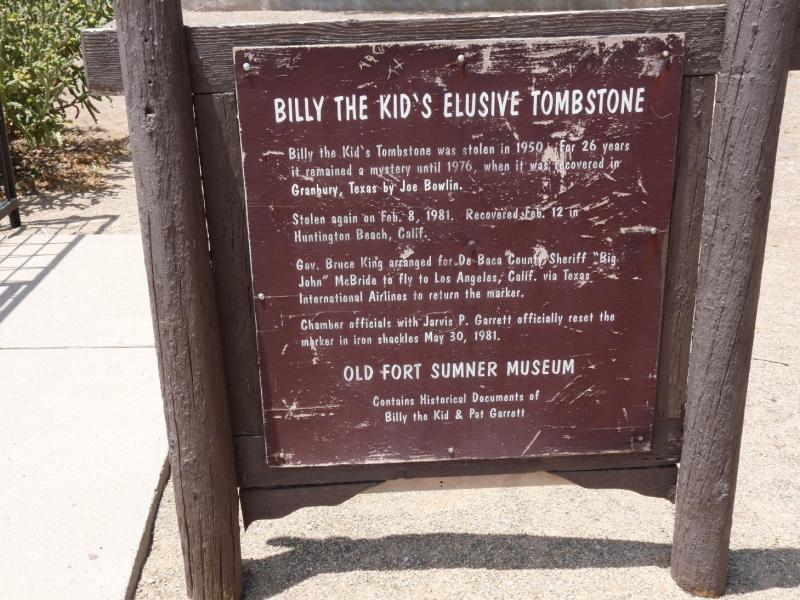 BILLY THE KID`S ELUSIVE TOMBSTONE
Billy the Kid`s Tombstone was stolen in 1950. For 26 years
it remained a mystery until 1976, when it was recovered in
Granbury, Texas by Joe Bowlin.
Stolen again on Feb. 8, 1981. Recovered Feb. 12 in
Huntington Beach, Calif.
Gov. Bruce King arranged for De Baca County Sheriff "Big
John" McBride to fly to Los Angeles, Calif. via Texas
International Airlines to return the marker.
Chamber officials with Jarvis P. Garrett officially reset the
marker in iron shackles May 30, 1981.
OLD FORT SUMNER MUSEUM
Contains Historical Documents of
Billy the Kid & Pat Garrett